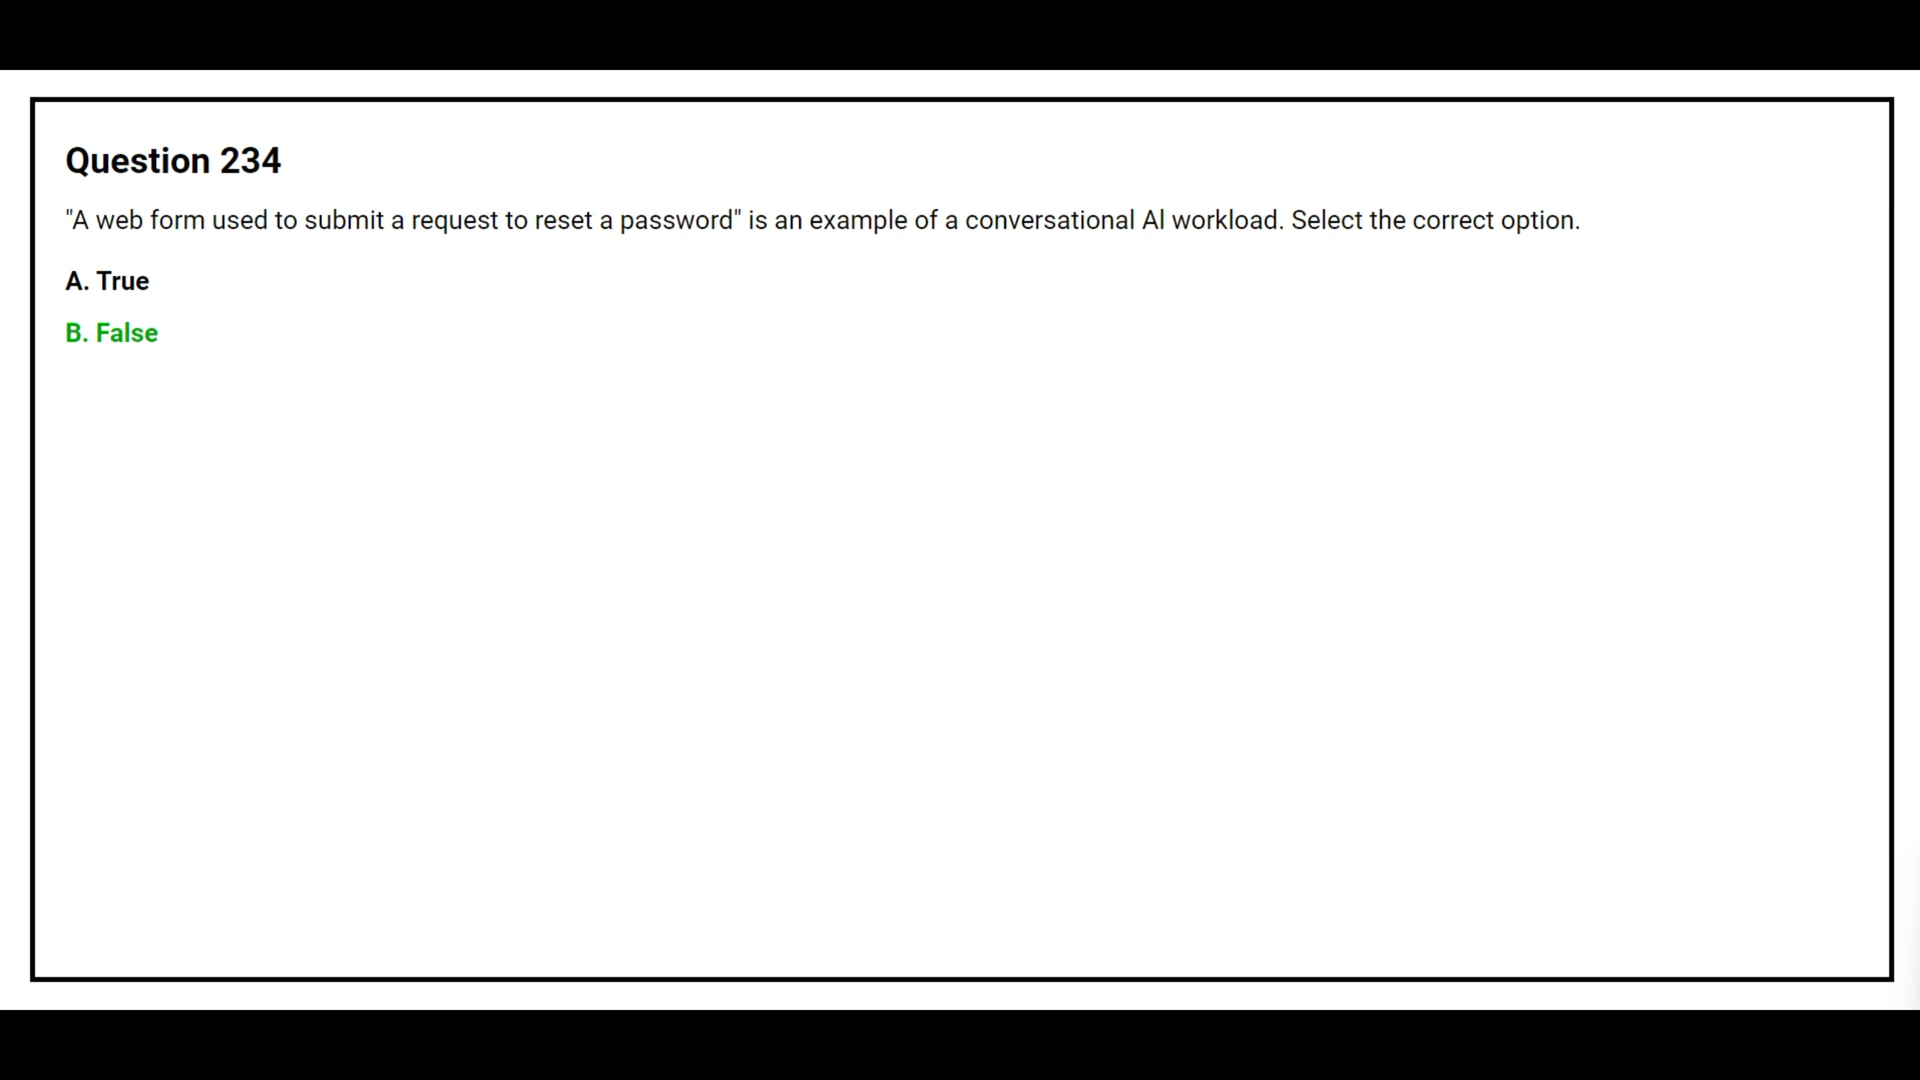 Question 234
"A web form used to submit a request to reset a password" is an example of a conversational AI workload. Select the correct option.
A. True
B. False